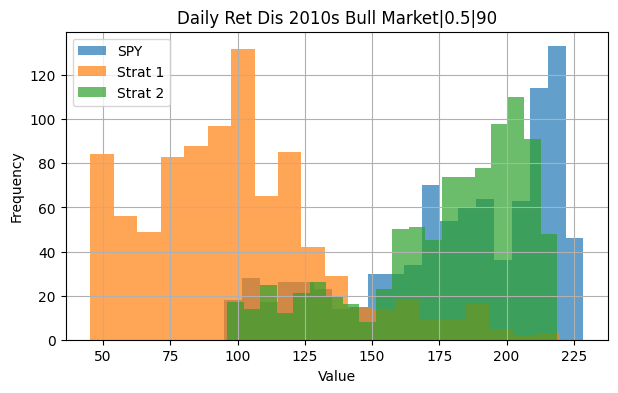 Daily Ret Dis 2010s Bull Market|0.5|90
SPY
Strat 1
Strat 2
Frequency
120
100
80
60
40
20
0
50 75 100 125 150 175 200 225
Value